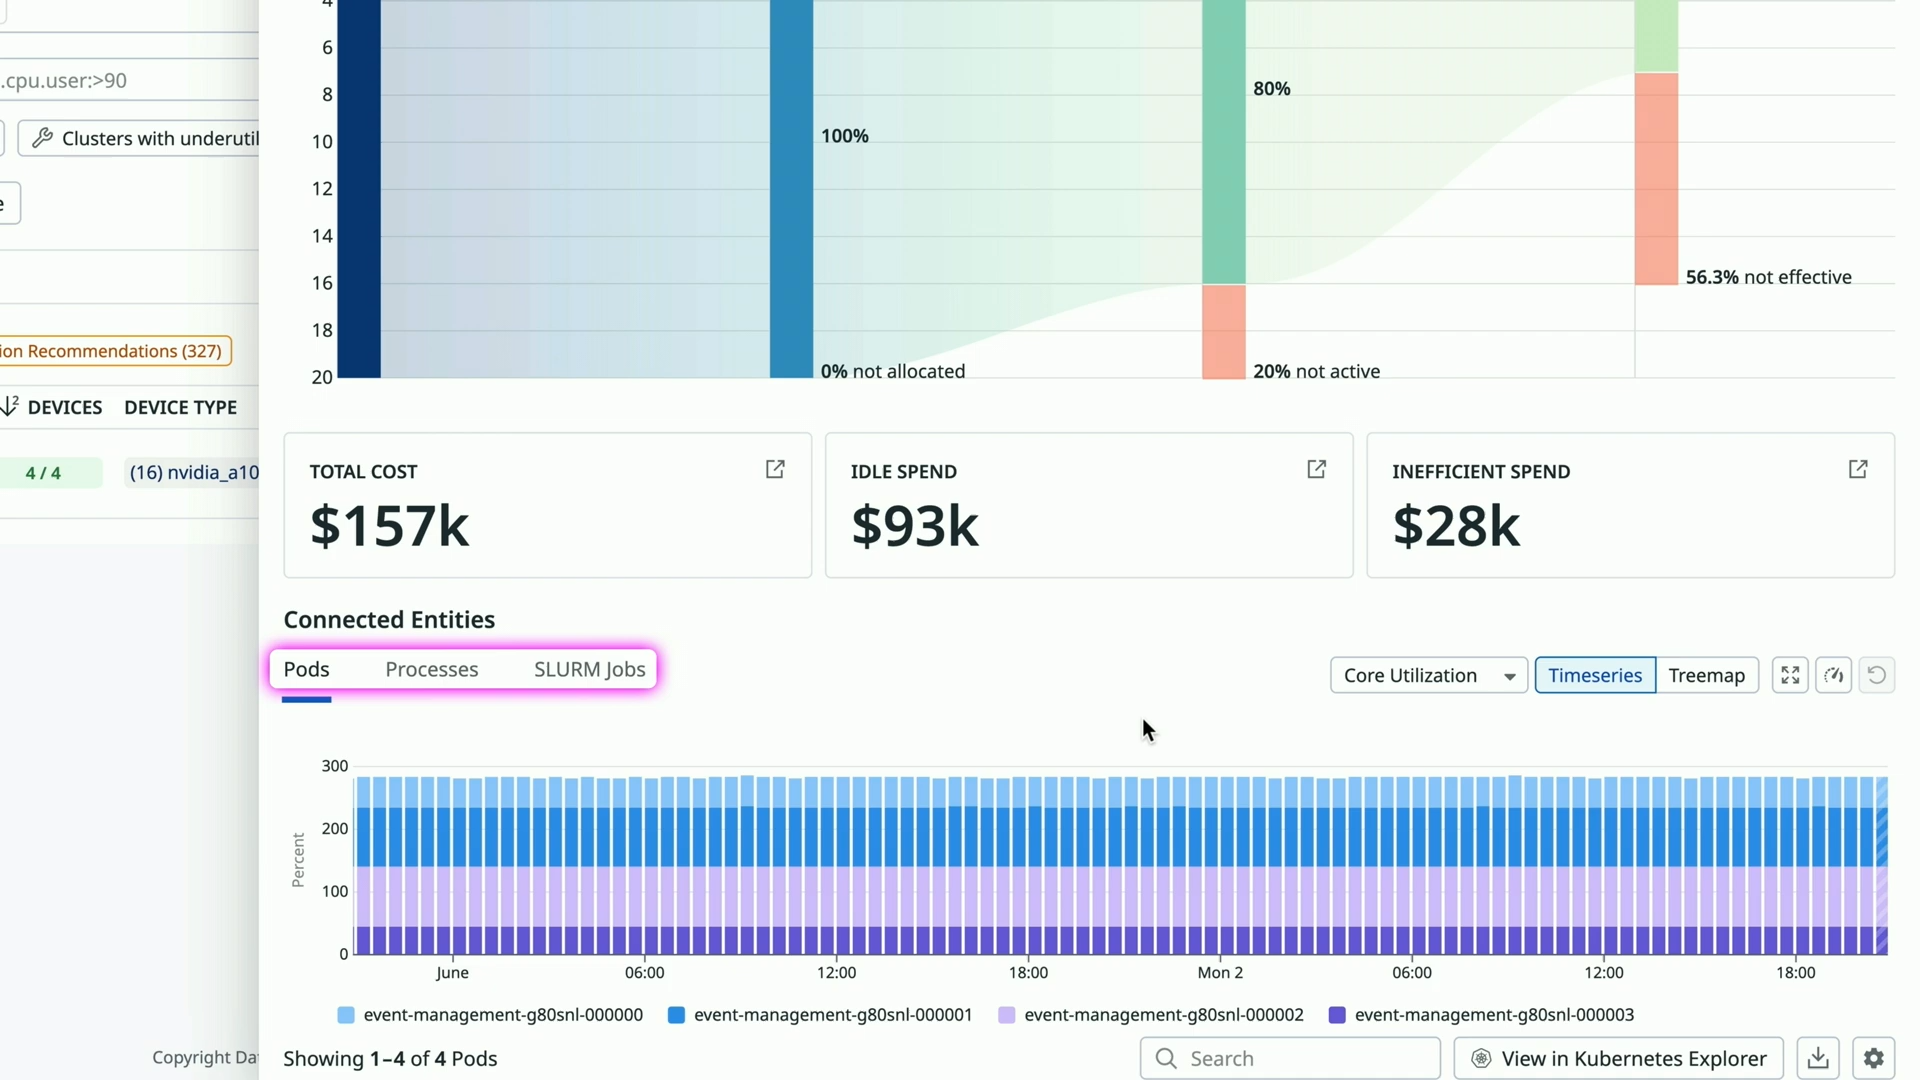 4
6
.cpu.user:>90
8
80%
10
100%
Clusters with underutil
12
e
14
16
56.3% not effective
18
ion Recommendations (327)
20
0% not allocated
20% not active
2 DEVICES DEVICE TYPE
4 / 4
(16) nvidia_a10
TOTAL COST
$157k
IDLE SPEND
$93k
INEFFICIENT SPEND
$28k
Connected Entities
Pods Processes SLURM Jobs
Core Utilization
Timeseries Treemap
300
200
100
0
Percent
June 06:00 12:00 18:00 Mon 2 06:00 12:00 18:00
event-management-g80snl-000000 event-management-g80snl-000001 event-management-g80snl-000002 event-management-g80snl-000003
Copyright Da
Showing 1–4 of 4 Pods
Search
View in Kubernetes Explorer